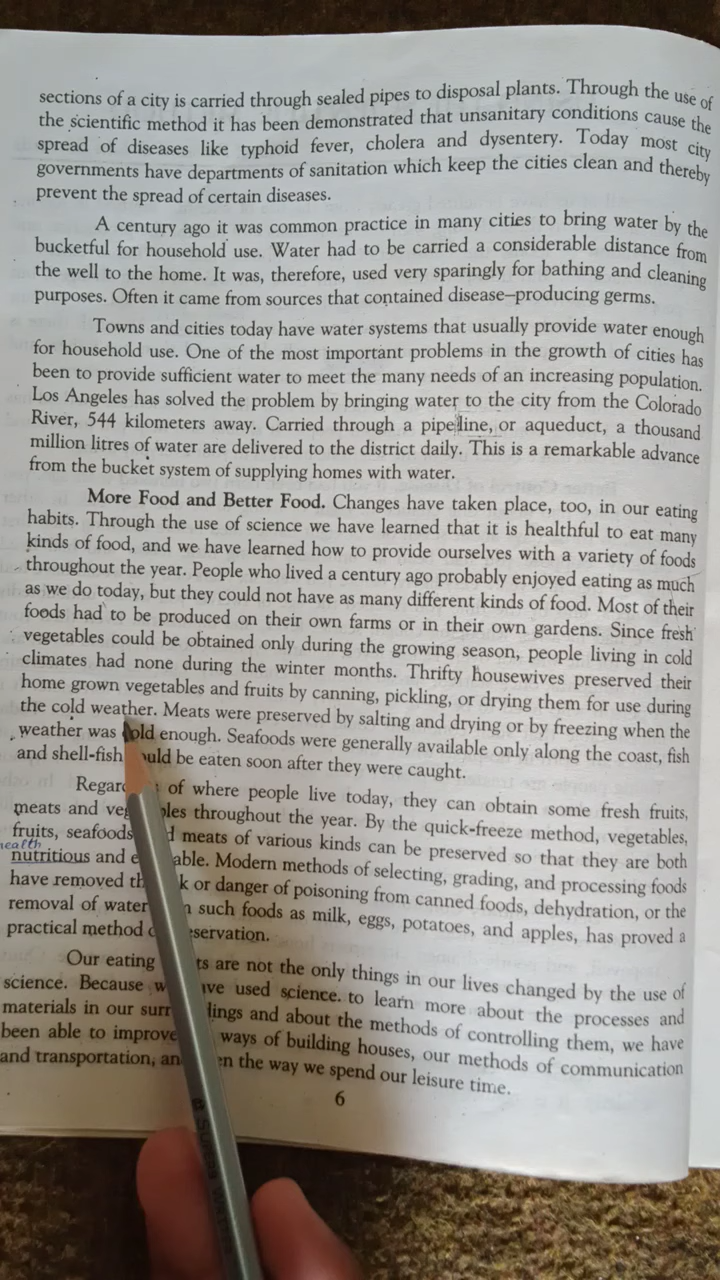 sections of a city is carried through sealed pipes to disposal plants. Through the use of
the scientific method it has been demonstrated that unsanitary conditions cause the
spread of diseases like typhoid fever, cholera and dysentery. Today most city
governments have departments of sanitation which keep the cities clean and thereby
prevent the spread of certain diseases.
A century ago it was common practice in many cities to bring water by the
bucketful for household use. Water had to be carried a considerable distance from
the well to the home. It was, therefore, used very sparingly for bathing and cleaning
purposes. Often it came from sources that contained disease–producing germs.
Towns and cities today have water systems that usually provide water enough
for household use. One of the most important problems in the growth of cities has
been to provide sufficient water to meet the many needs of an increasing population.
Los Angeles has solved the problem by bringing water to the city from the Colorado
River, 544 kilometers away. Carried through a pipe line, or aqueduct, a thousand
million litres of water are delivered to the district daily. This is a remarkable advance
from the bucket system of supplying homes with water.
More Food and Better Food. Changes have taken place, too, in our eating
habits. Through the use of science we have learned that it is healthful to eat many
kinds of food, and we have learned how to provide ourselves with a variety of foods
throughout the year. People who lived a century ago probably enjoyed eating as much
as we do today, but they could not have as many different kinds of food. Most of their
foods had to be produced on their own farms or in their own gardens. Since fresh
vegetables could be obtained only during the growing season, people living in cold
climates had none during the winter months. Thrifty housewives preserved their
home grown vegetables and fruits by canning, pickling, or drying them for use during
the cold weather. Meats were preserved by salting and drying or by freezing when the
weather was cold enough. Seafoods were generally available only along the coast, fish
and shell-fish could be eaten soon after they were caught.
of where people live today, they can obtain some fresh fruits,
meats and throughout the year. By the quick-freeze method, vegetables,
fruits, seafoods meats of various kinds can be preserved so that they are both
health
nutritious and Modern methods of selecting, grading, and processing foods
have removed or danger of poisoning from canned foods, dehydration, or the
removal of water such foods as milk, eggs, potatoes, and apples, has proved a
practical method
Our eating are not the only things in our lives changed by the use of
science. Because used science. to learn more about the processes and
materials in our and about the methods of controlling them, we have
been able to improve ways of building houses, our methods of communication
and transportation, the way we spend our leisure time.
6